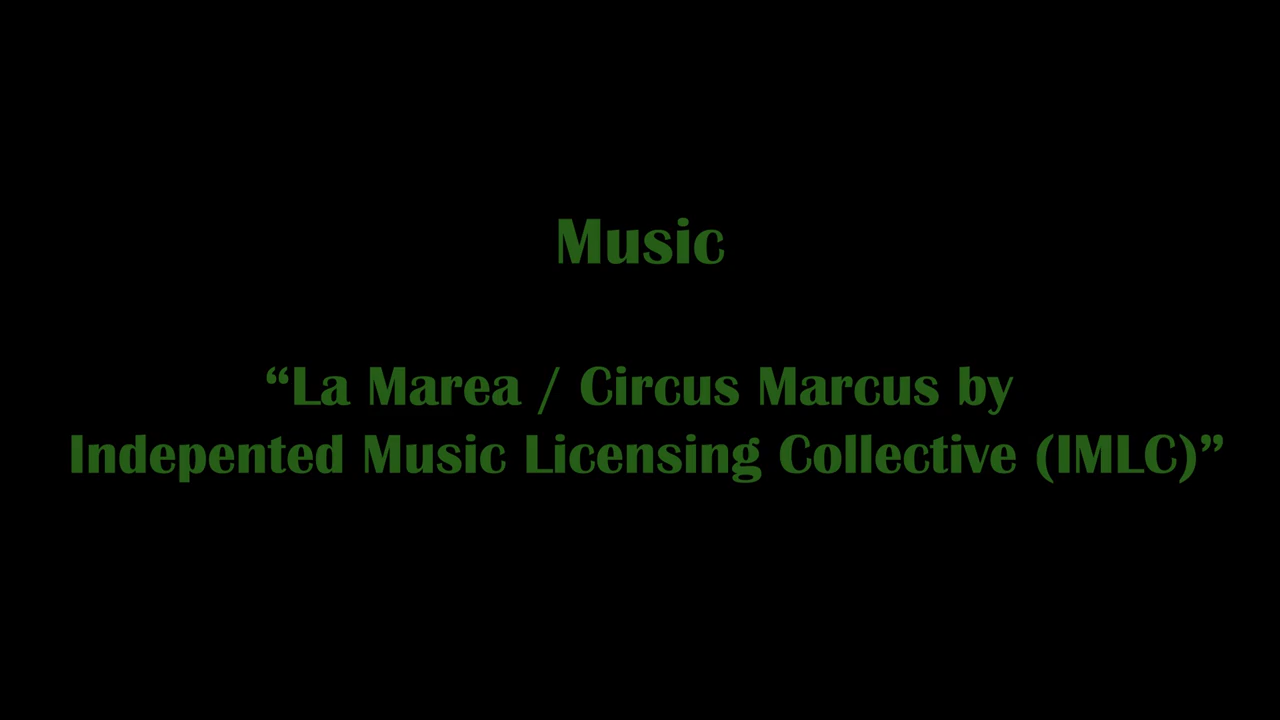 Music
“La Marea / Circus Marcus by
Indepented Music Licensing Collective (IMLC)”